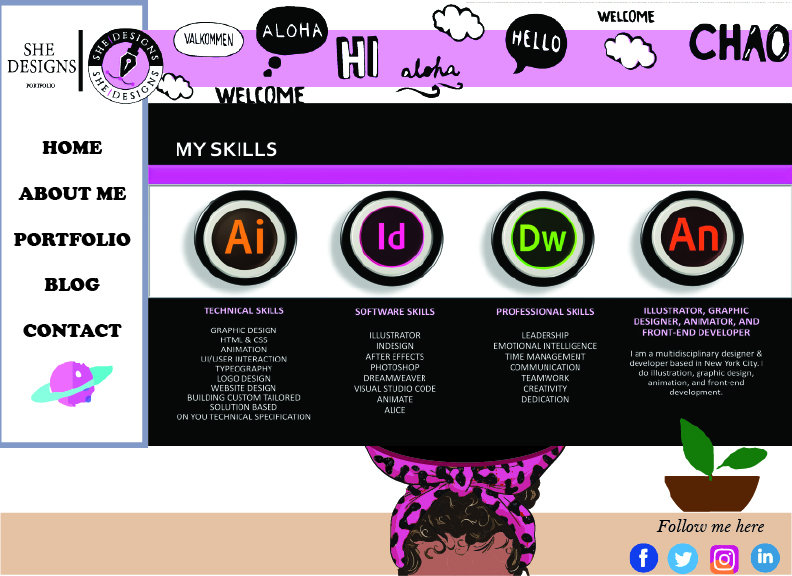 SHE
DESIGNS
PORTFOLIO
SHE/DESIGNS
SHE/DESIGNS
VALKOMMEN
ALOHA
HI
aloha
WELCOME
HELLO
WELCOME
CHAO
HOME
ABOUT ME
PORTFOLIO
BLOG
CONTACT
MY SKILLS
Ai
Id
Dw
An
TECHNICAL SKILLS
GRAPHIC DESIGN
HTML & CSS
ANIMATION
UI/USER INTERACTION
TYPEOGRAPHY
LOGO DESIGN
WEBSITE DESIGN
BUILDING CUSTOM TAILORED
SOLUTION BASED
ON YOU TECHNICAL SPECIFICATION
SOFTWARE SKILLS
ILLUSTRATOR
INDESIGN
AFTER EFFECTS
PHOTOSHOP
DREAMWEAVER
VISUAL STUDIO CODE
ANIMATE
ALICE
PROFESSIONAL SKILLS
LEADERSHIP
EMOTIONAL INTELLIGENCE
TIME MANAGEMENT
COMMUNICATION
TEAMWORK
CREATIVITY
DEDICATION
ILLUSTRATOR, GRAPHIC
DESIGNER, ANIMATOR, AND
FRONT-END DEVELOPER
I am a multidisciplinary designer &
developer based in New York City. I
do Illustration, graphic design,
animation, and front-end
development.
Follow me here
f
in